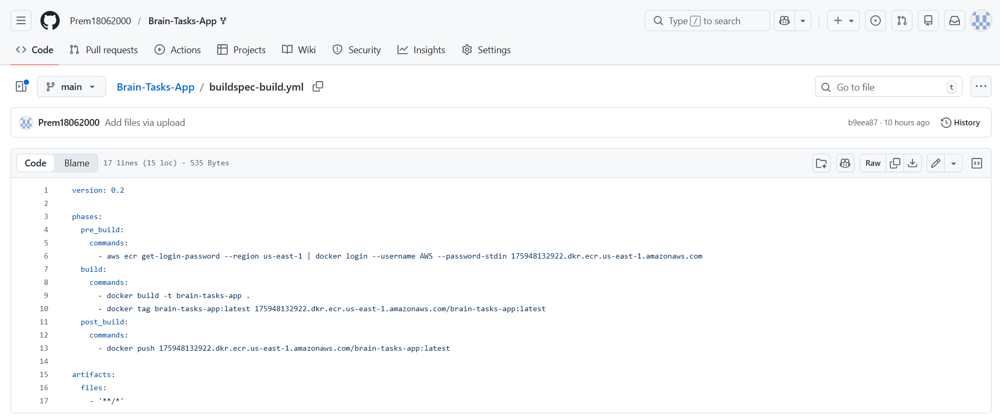 Prem18062000 / Brain-Tasks-App
Type / to search
Code
Pull requests
Actions
Projects
Wiki
Security
Insights
Settings
main
Brain-Tasks-App / buildspec-build.yml
Go to file
t
Prem18062000 Add files via upload
b9eea87 · 10 hours ago
History
Code
Blame
17 lines (15 loc) · 535 Bytes
Raw
1 version: 0.2
2
3 phases:
4   pre_build:
5     commands:
6       - aws ecr get-login-password --region us-east-1 | docker login --username AWS --password-stdin 175948132922.dkr.ecr.us-east-1.amazonaws.com
7   build:
8     commands:
9       - docker build -t brain-tasks-app .
10       - docker tag brain-tasks-app:latest 175948132922.dkr.ecr.us-east-1.amazonaws.com/brain-tasks-app:latest
11   post_build:
12     commands:
13       - docker push 175948132922.dkr.ecr.us-east-1.amazonaws.com/brain-tasks-app:latest
14
15 artifacts:
16   files:
17     - '**/*'